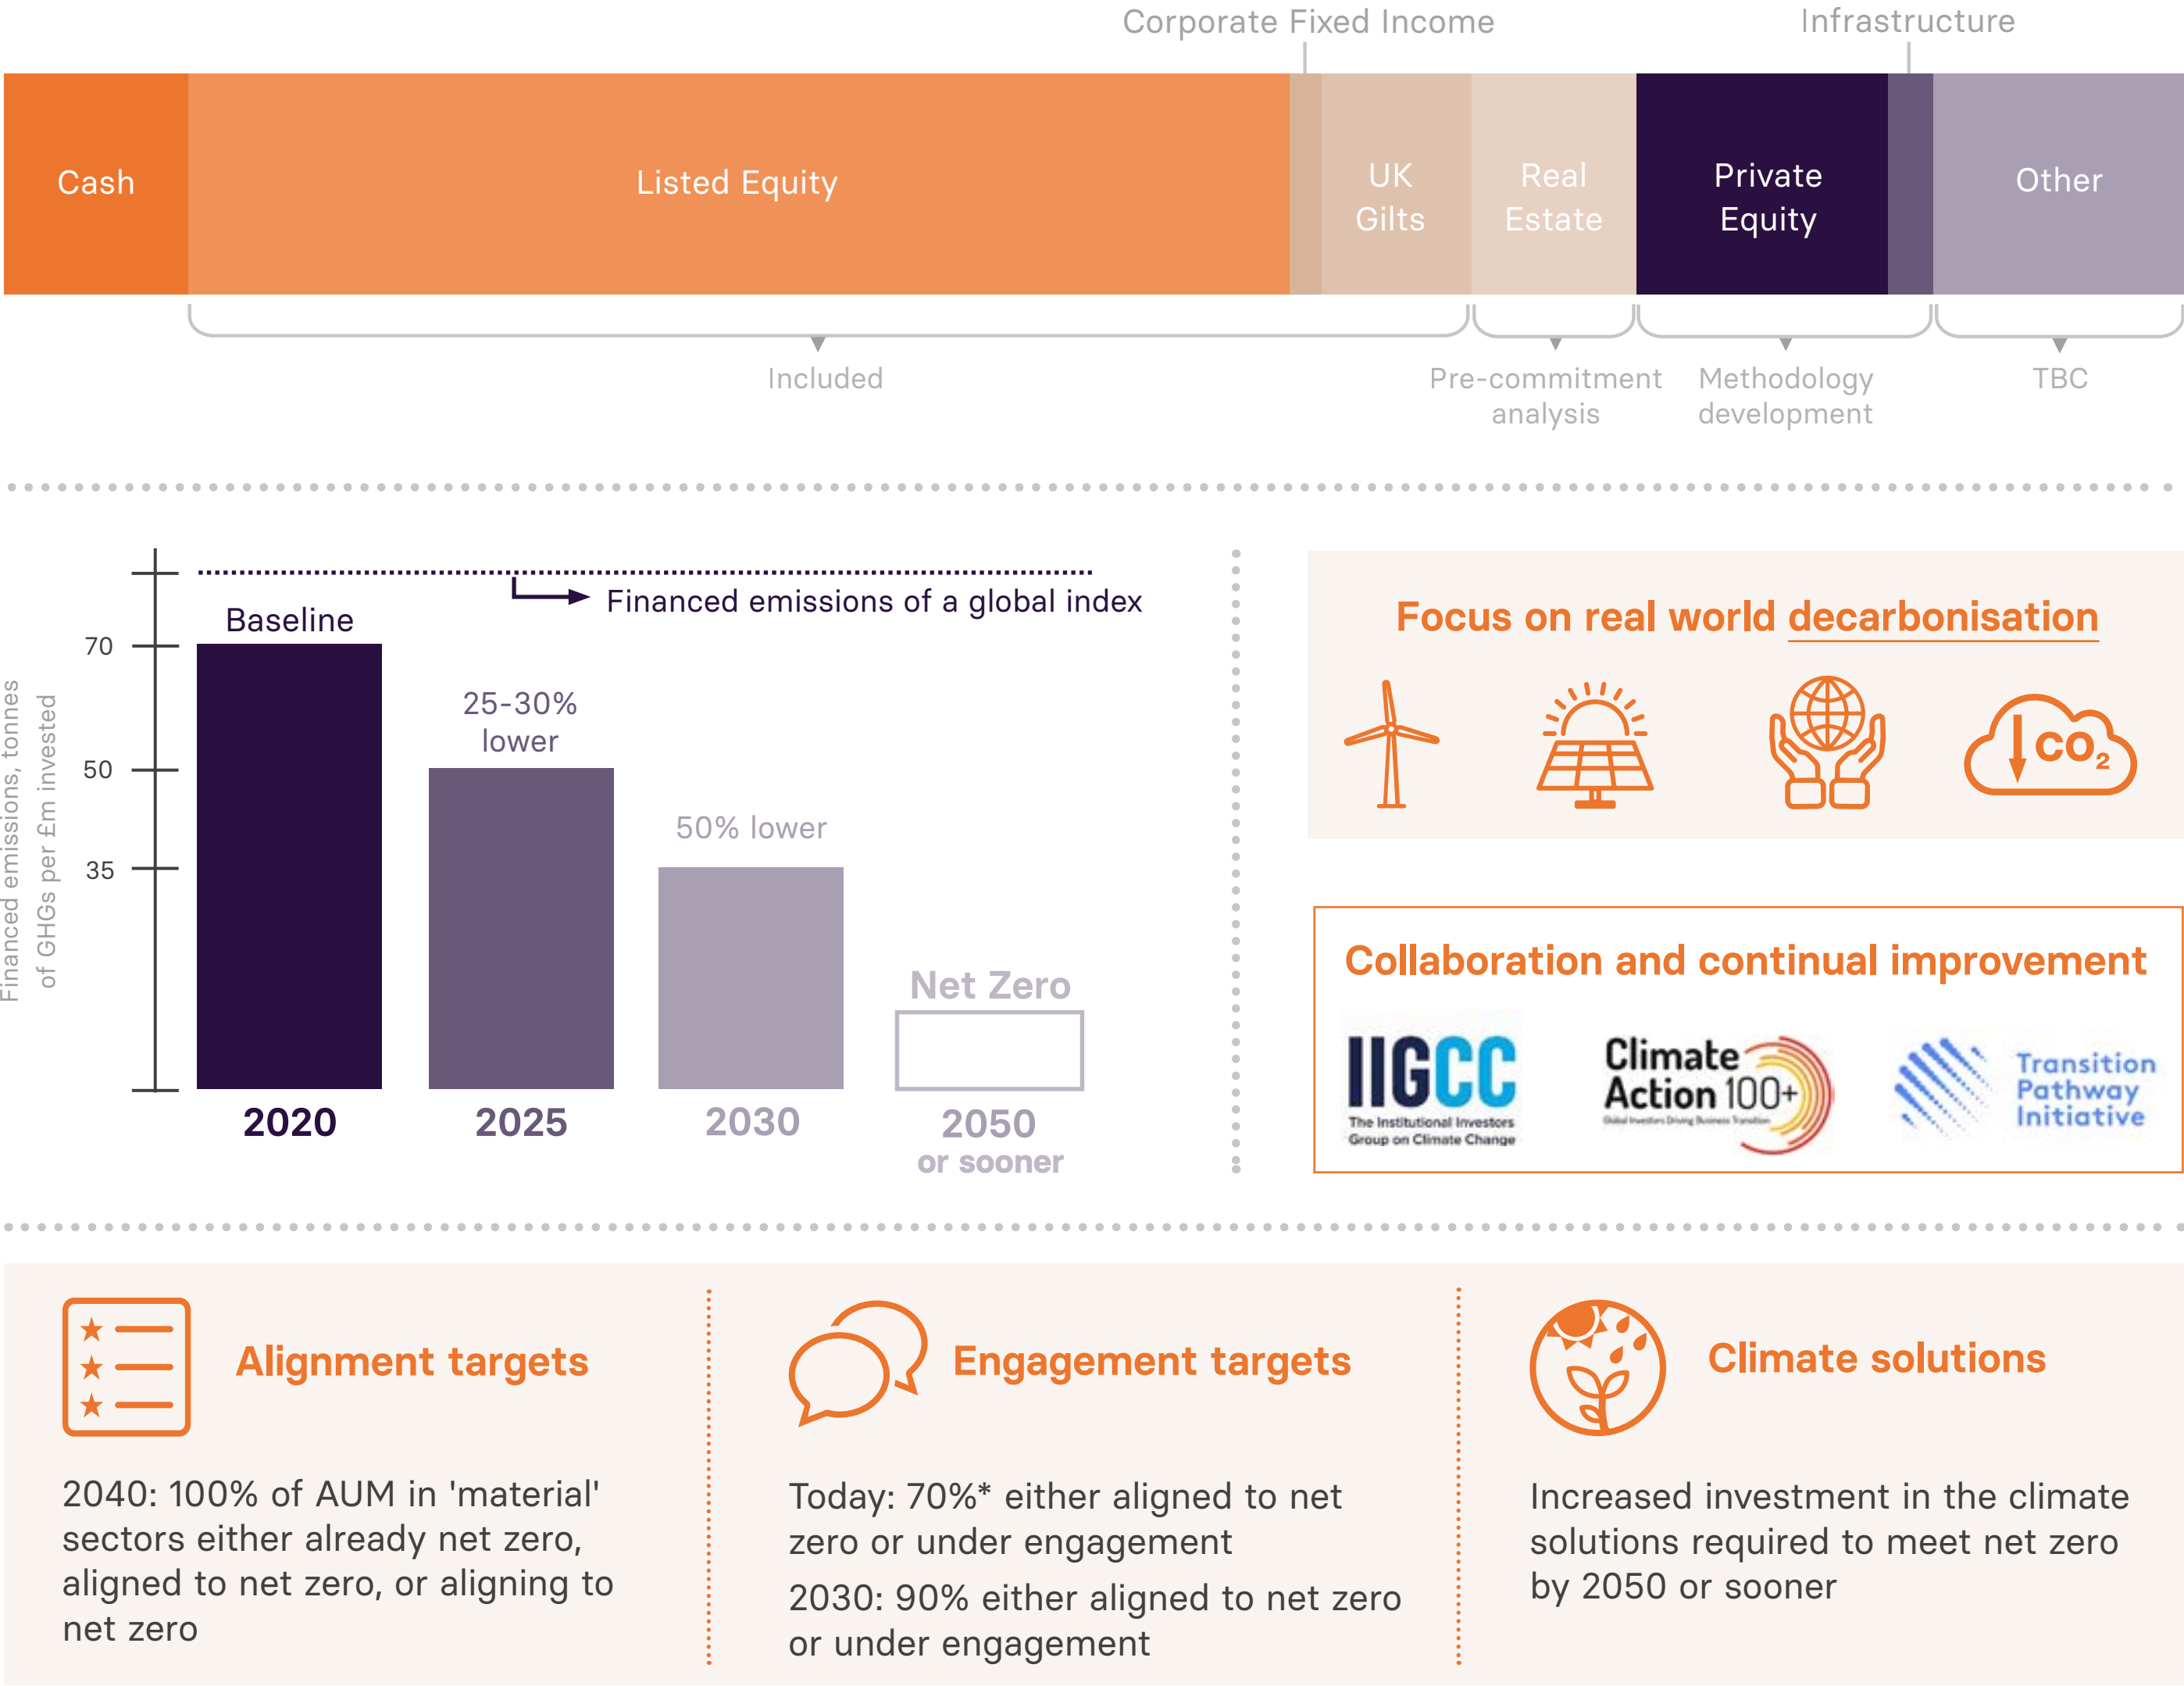 Corporate Fixed Income
Infrastructure
Cash
Listed Equity
UK
Gilts
Real
Estate
Private
Equity
Other
Included
Pre-commitment
analysis
Methodology
development
TBC
Financed emissions, tonnes
of GHGs per £m invested
70
50
35
Financed emissions of a global index
Baseline
25-30%
lower
50% lower
Net Zero
2020
2025
2030
2050
or sooner
Focus on real world decarbonisation
CO₂
Collaboration and continual improvement
IIGCC
The Institutional Investors
Group on Climate Change
Climate
Action 100+
Global Investors Driving Business Transition
Transition
Pathway
Initiative
Alignment targets
2040: 100% of AUM in 'material'
sectors either already net zero,
aligned to net zero, or aligning to
net zero
Engagement targets
Today: 70%* either aligned to net
zero or under engagement
2030: 90% either aligned to net zero
or under engagement
Climate solutions
Increased investment in the climate
solutions required to meet net zero
by 2050 or sooner